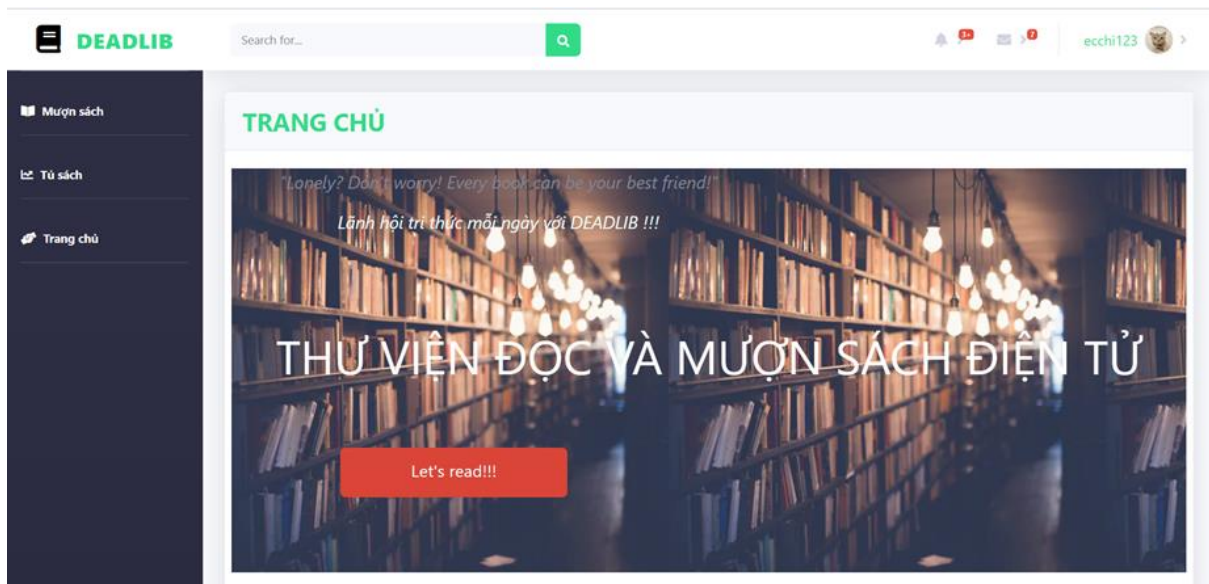 DEADLIB
Search for...
3+
7
ecchi123
Mượn sách
Tủ sách
Trang chủ
TRANG CHỦ
"Lonely? Don't worry! Every book can be your best friend!"
Lãnh hội tri thức mỗi ngày với DEADLIB !!!
THƯ VIỆN ĐỌC VÀ MƯỢN SÁCH ĐIỆN TỬ
Let's read!!!